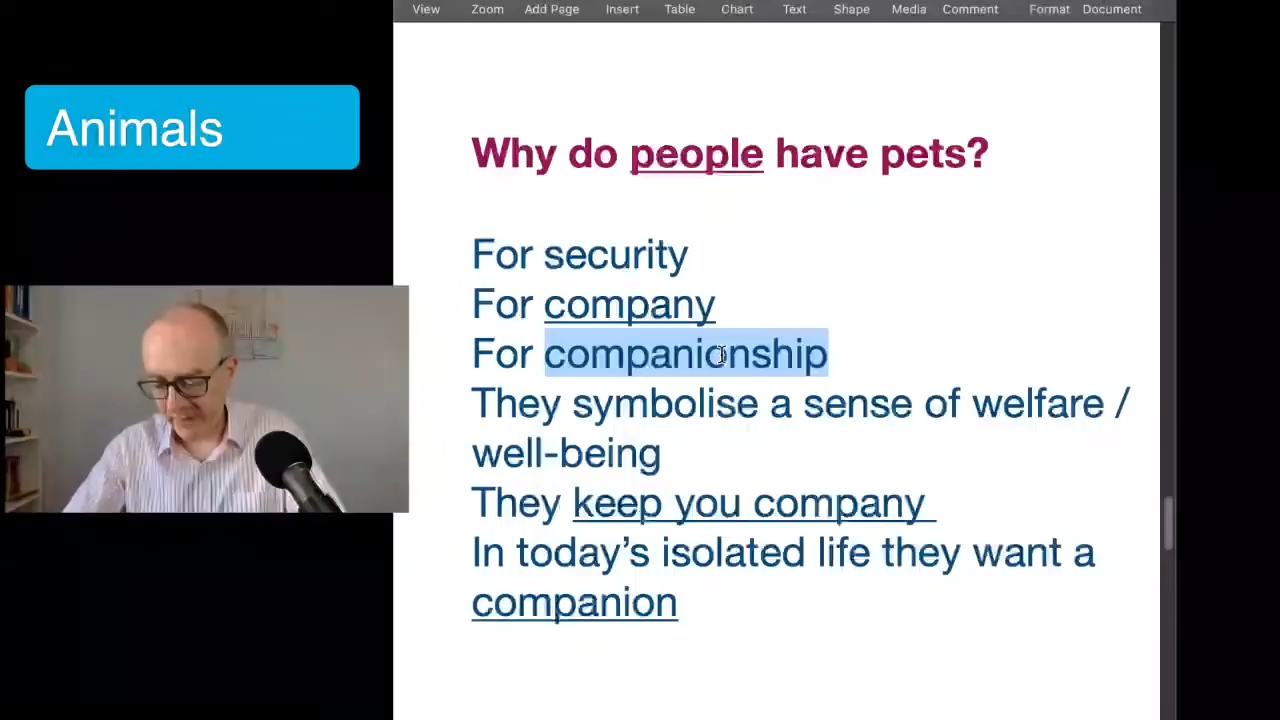 View Zoom Add Page Insert Table Chart Text Shape Media Comment Format Document
Animals
Why do people have pets?
For security
For company
For companionship
They symbolise a sense of welfare /
well-being
They keep you company
In today’s isolated life they want a
companion